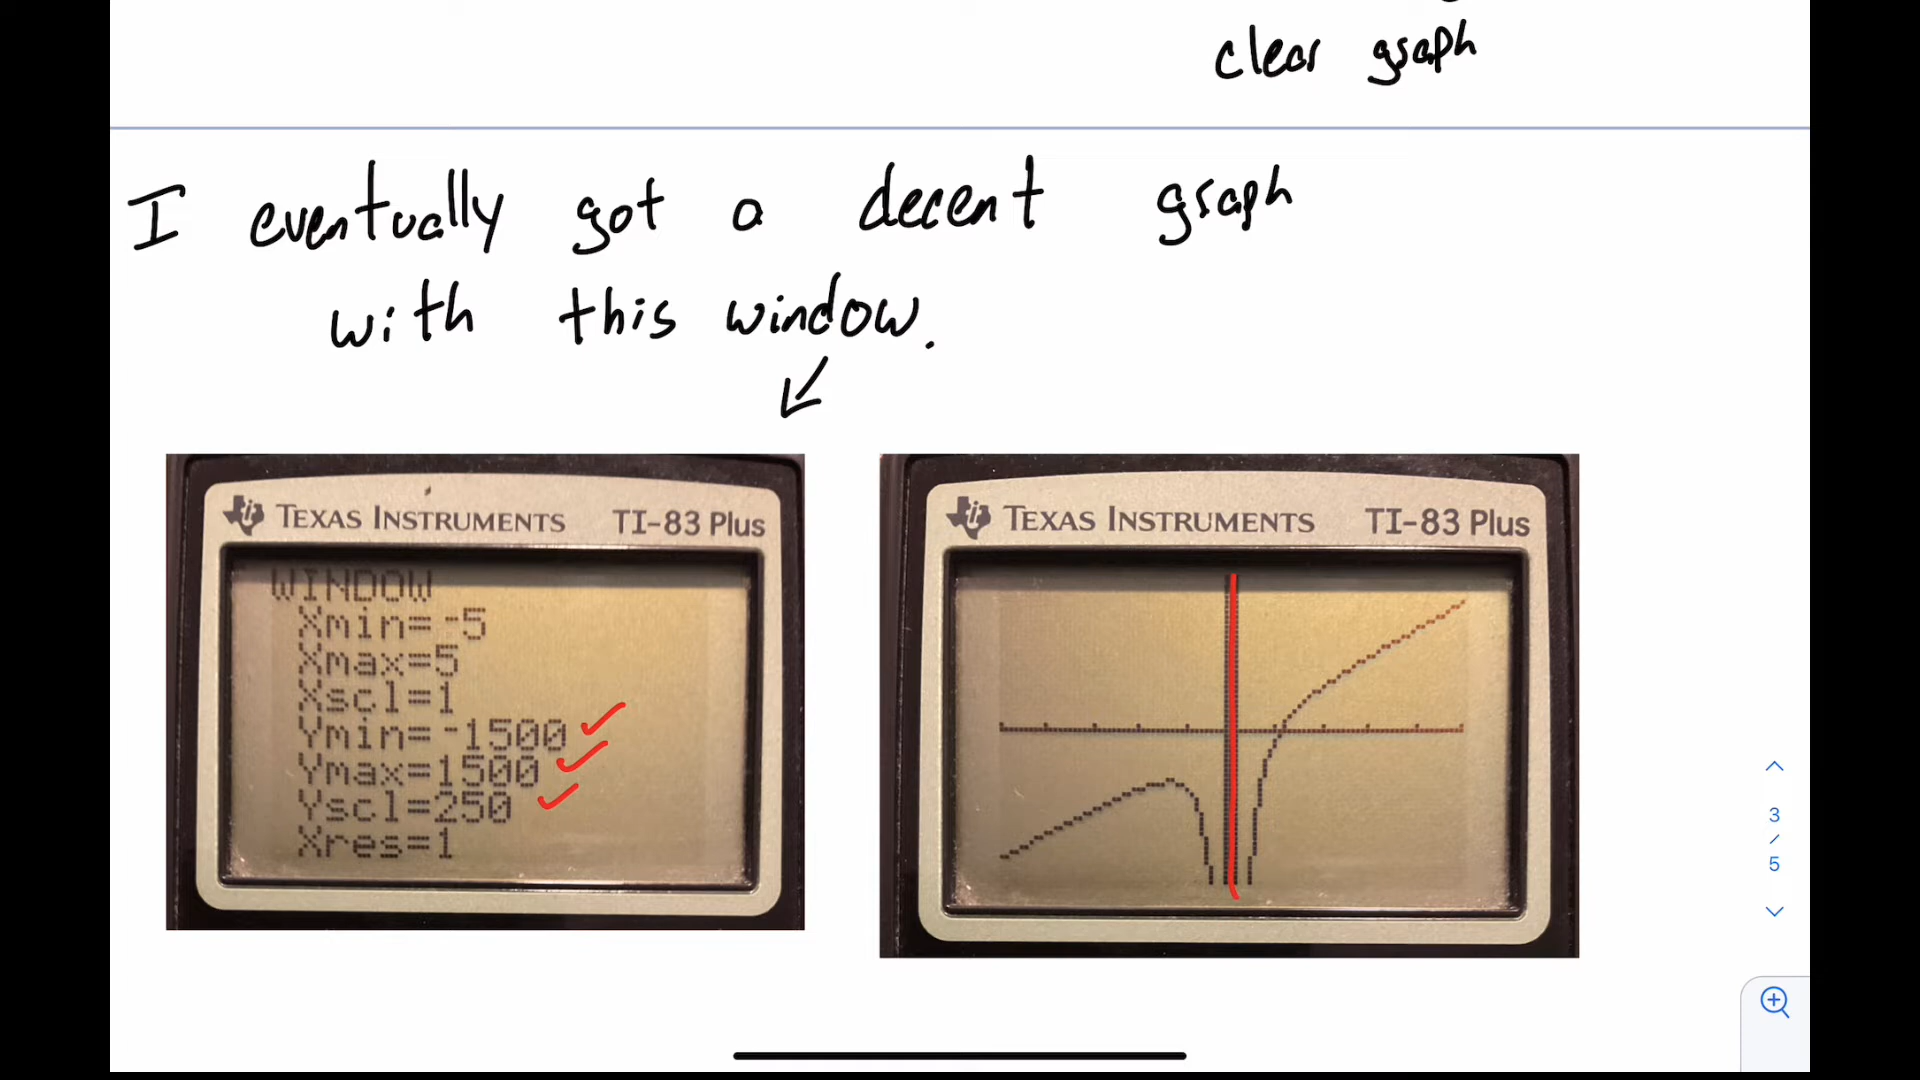 clear graph
I eventually got a decent graph
with this window.
TEXAS INSTRUMENTS TI-83 Plus
WINDOW
Xmin=-5
Xmax=5
Xscl=1
Ymin=-1500
Ymax=1500
Yscl=250
Xres=1
TEXAS INSTRUMENTS TI-83 Plus
3
/
5